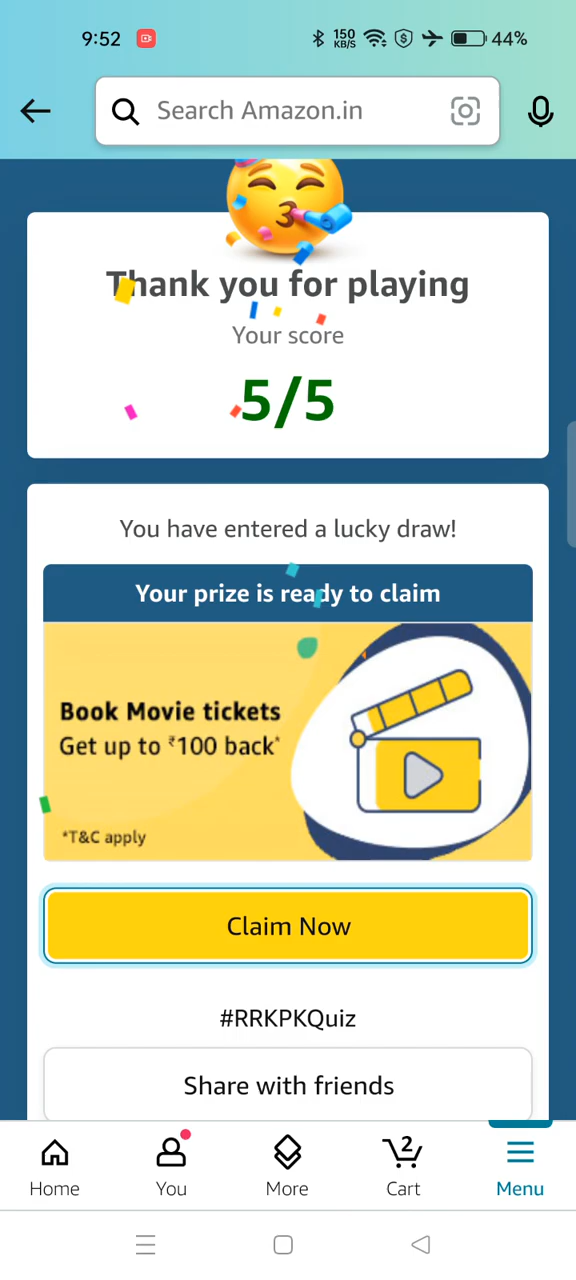 9:52
150
KB/S
44%
Search Amazon.in
Thank you for playing
Your score
5/5
You have entered a lucky draw!
Your prize is ready to claim
Book Movie tickets
Get up to ₹100 back*
*T&C apply
Claim Now
#RRKPKQuiz
Share with friends
2
Home
You
More
Cart
Menu